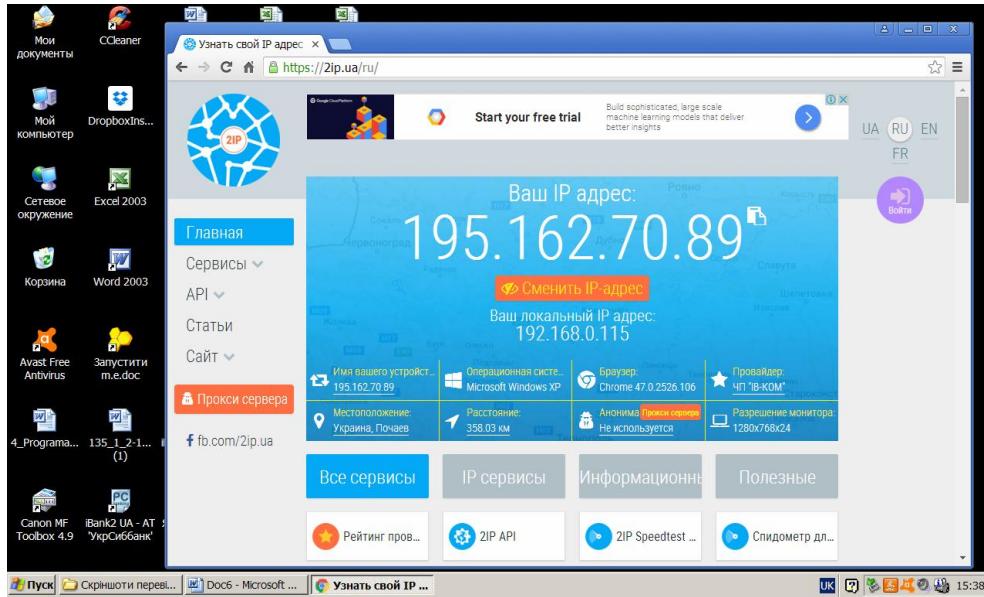 Мои
документы
CCleaner
Мой
компьютер
DropboxIns...
Сетевое
окружение
Excel 2003
Корзина
Word 2003
Avast Free
Antivirus
Запустити
m.e.doc
4_Programa...
135_1_2-1...
(1)
Canon MF
Toolbox 4.9
iBank2 UA - AT
'УкрСиббанк'
Узнать свой IP адрес
https://2ip.ua/ru/
2IP
Google Cloud Platform
Start your free trial
Build sophisticated, large scale
machine learning models that deliver
better insights
UA RU EN
FR
Войти
Главная
Сервисы
API
Статьи
Сайт
Прокси сервера
fb.com/2ip.ua
Ваш IP адрес:
195.162.70.89
Сменить IP-адрес
Ваш локальный IP адрес:
192.168.0.115
Имя вашего устройст...
195.162.70.89
Операционная систе...
Microsoft Windows XP
Браузер:
Chrome 47.0.2526.106
Провайдер:
ЧП "ІВ-КОМ"
Местоположение:
Украина, Почаев
Расстояние:
358.03 км
Анонима
Прокси сервера
Не используется
Разрешение монитора:
1280x768x24
Все сервисы
IP сервисы
Информационнь
Полезные
Рейтинг пров...
2IP API
2IP Speedtest ...
Спидометр дл...
Пуск
Скріншоти переві...
Doc6 - Microsoft ...
Узнать свой IP ...
UK
15:38